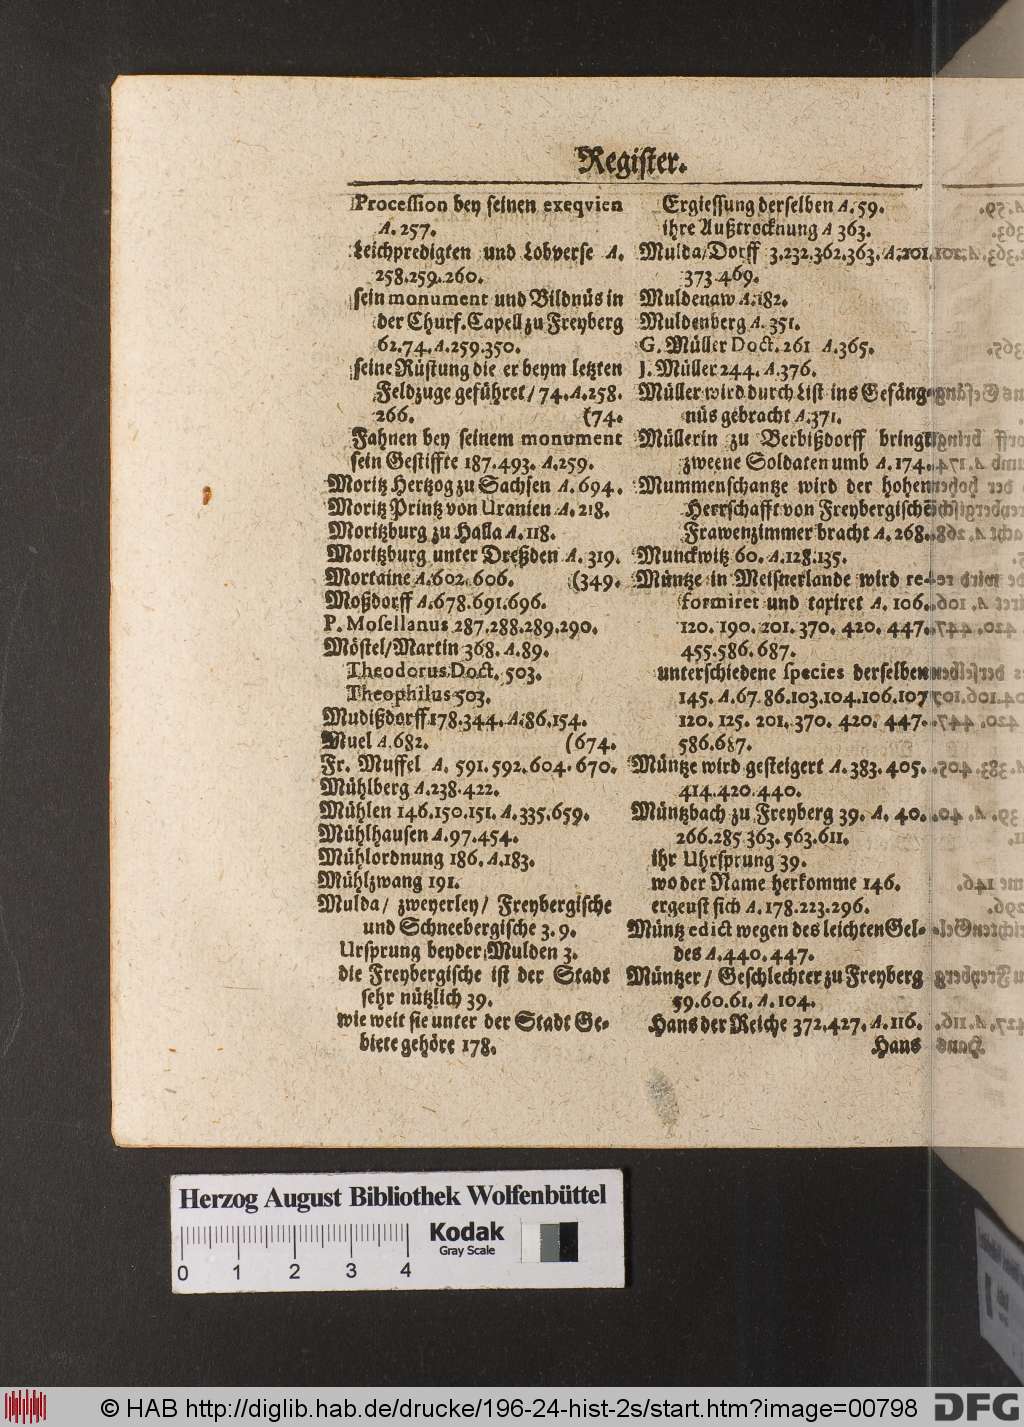 Register.
Procession bey seinen exeqvien
A. 257.
Leichpredigten und Lobverse A.
258.259.260.
sein monument und Bildnüs in
der Churf. Capell zu Freyberg
62.74. A.259.350.
seine Rüstung die er beym letzten
Feldzuge geführet / 74. A.258.
266. (74.
Fahnen bey seinem monument
sein Gestiffte 187.493. A.259.
Moritz Hertzog zu Sachsen A. 694.
Moritz Printz von Uranien A. 218.
Moritzburg zu Halla A. 118.
Moritzburg unter Dreßden A. 319.
Mortaine A.602.606. (349.
Moßdorff A.678.691.696.
P. Mosellanus 287.288.289.290.
Möstel/Martin 368. A.89.
Theodorus Doct. 503.
Theophilus 503.
Mudißdorff 178.344. A.86.154.
Muel A.682. (674.
Fr. Muffel A. 591.592.604.670.
Mühlberg A.238.422.
Mühlen 146.150.151. A.335.659.
Mühlhausen A.97.454.
Mühlordnung 186. A.183.
Mühlzwang 191.
Mulda / zweyerley / Freybergische
und Schneebergische 3. 9.
Ursprung beyder Mulden 3.
die Freybergische ist der Stadt
sehr nützlich 39.
wie weit sie unter der Stadt Ge-
biete gehöre 178.
Ergiessung derselben A. 59.
ihre Außtrocknung A 363.
Mulda/Dorff 3.232.362.363. A.101.
373.469.
Muldenaw A.182.
Muldenberg A. 351.
G. Müller Doct. 261 A.365.
J. Müller 244. A.376.
Müller wird durch List ins Gefäng-
nüs gebracht A.371.
Müllerin zu Berbißdorff bringt
zweene Soldaten umb A. 174.
Mummenschantze wird der hohen
Herrschafft von Freybergischē
Frawenzimmer bracht A. 268.
Munckwitz 60. A.128.135.
Müntze in Meisnerlande wird re-
formiret und taxiret A. 106.
120. 190. 201. 370. 420. 447.
455.586.687.
unterschiedene species derselben
145. A.67.86.103.104.106.107
120. 125. 201. 370. 420. 447.
586.687.
Müntze wird gesteigert A. 383. 405.
414.420.440.
Müntzbach zu Freyberg 39. A. 40.
266.285.363.563.611.
ihr Uhrsprung 39.
wo der Name herkomme 146.
ergeust sich A.178.223.296.
Müntz edict wegen des leichten Gel-
des A.440.447.
Müntzer / Geschlechter zu Freyberg
59.60.61. A.104.
Hans der Reiche 372.427. A.116.
Hans
Herzog August Bibliothek Wolfenbüttel
Kodak
Gray Scale
0 1 2 3 4
© HAB http://diglib.hab.de/drucke/196-24-hist-2s/start.htm?image=00798
DFG